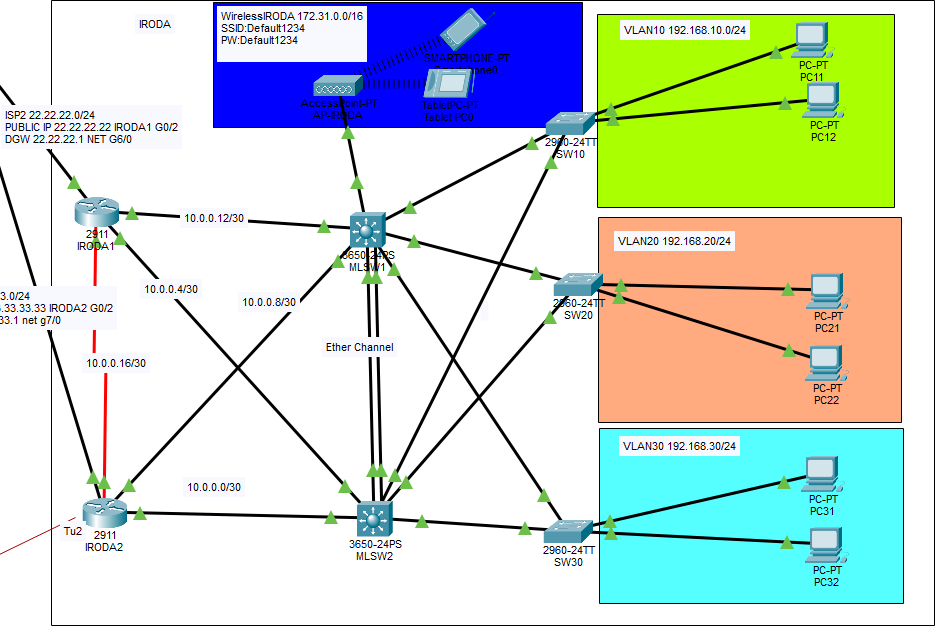 IRODA
WirelessIRODA 172.31.0.0/16
SSID:Default1234
PW:Default1234
SMARTPHONE-PT
Smartphone0
AccessPoint-PT
AP-IRODA
TabletPC-PT
Tablet PC0
VLAN10 192.168.10.0/24
PC-PT
PC11
PC-PT
PC12
2960-24TT
SW10
ISP2 22.22.22.0/24
PUBLIC IP 22.22.22.22 IRODA1 G0/2
DGW 22.22.22.1 NET G6/0
2911
IRODA1
10.0.0.12/30
3650-24PS
MLSW1
VLAN20 192.168.20/24
2960-24TT
SW20
PC-PT
PC21
PC-PT
PC22
10.0.0.4/30
10.0.0.8/30
3.0/24
.33.33.33 IRODA2 G0/2
33.1 net g7/0
Ether Channel
10.0.0.16/30
VLAN30 192.168.30/24
10.0.0.0/30
Tu2
2911
IRODA2
3650-24PS
MLSW2
2960-24TT
SW30
PC-PT
PC31
PC-PT
PC32